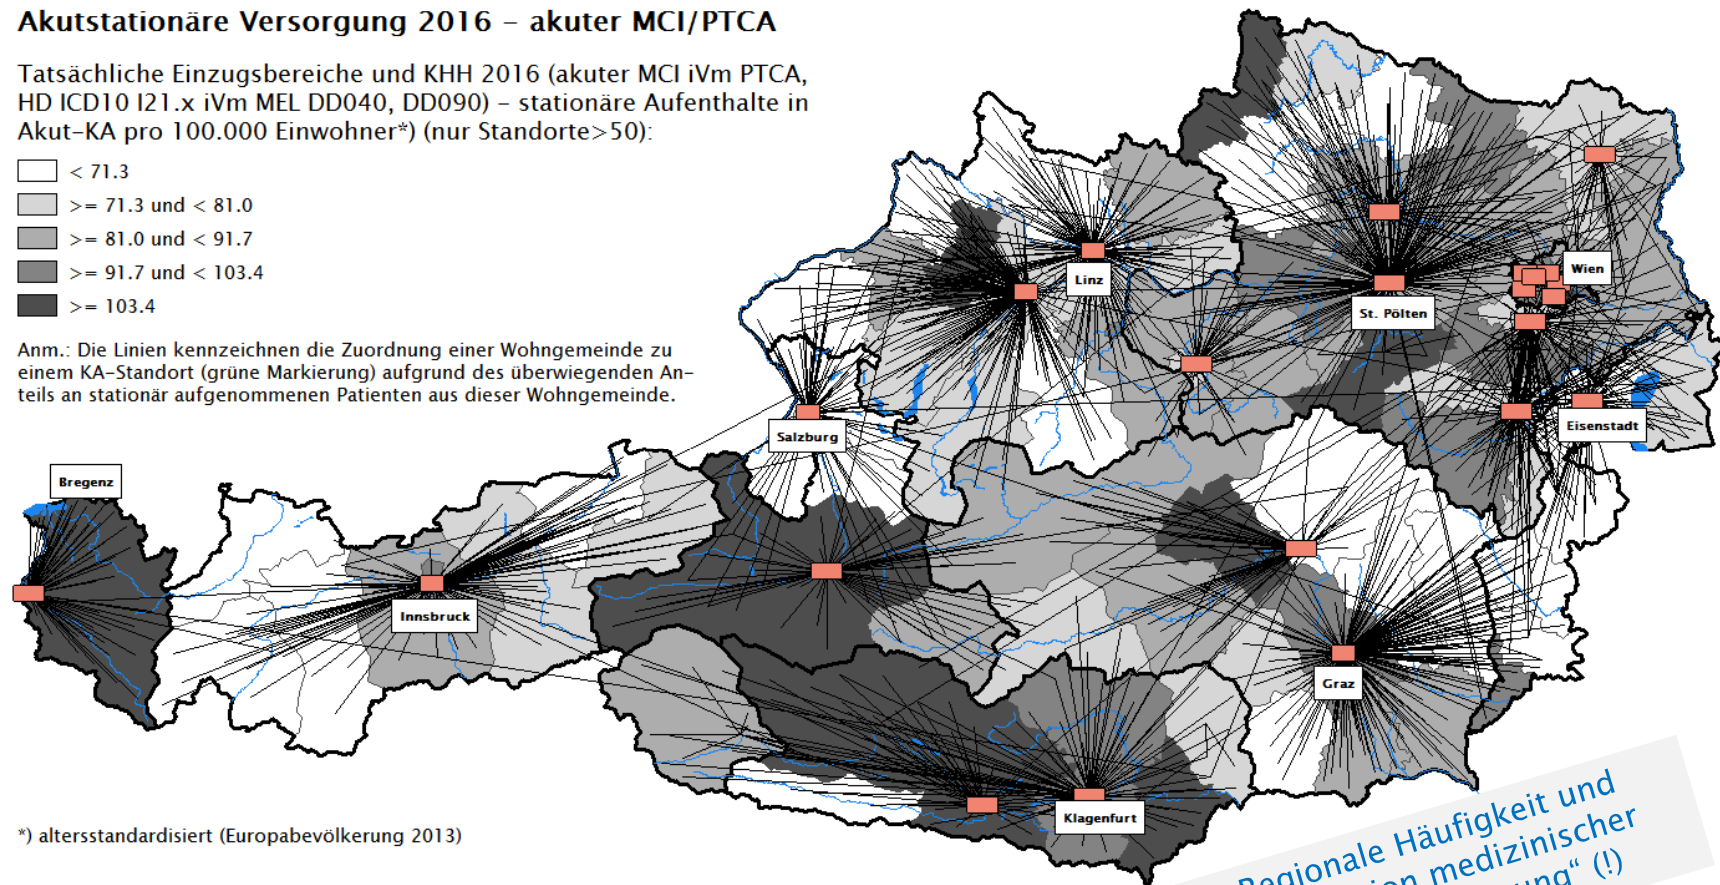 Akutstationäre Versorgung 2016 – akuter MCI/PTCA
Tatsächliche Einzugsbereiche und KHH 2016 (akuter MCI iVm PTCA,
HD ICD10 I21.x iVm MEL DD040, DD090) – stationäre Aufenthalte in
Akut-KA pro 100.000 Einwohner*) (nur Standorte>50):
< 71.3
>= 71.3 und < 81.0
>= 81.0 und < 91.7
>= 91.7 und < 103.4
>= 103.4
Anm.: Die Linien kennzeichnen die Zuordnung einer Wohngemeinde zu
einem KA-Standort (grüne Markierung) aufgrund des überwiegenden An-
teils an stationär aufgenommenen Patienten aus dieser Wohngemeinde.
Linz
Wien
St. Pölten
Eisenstadt
Salzburg
Bregenz
Innsbruck
Graz
Klagenfurt
*) altersstandardisiert (Europabevölkerung 2013)
Regionale Häufigkeit und
medizinischer
(!)